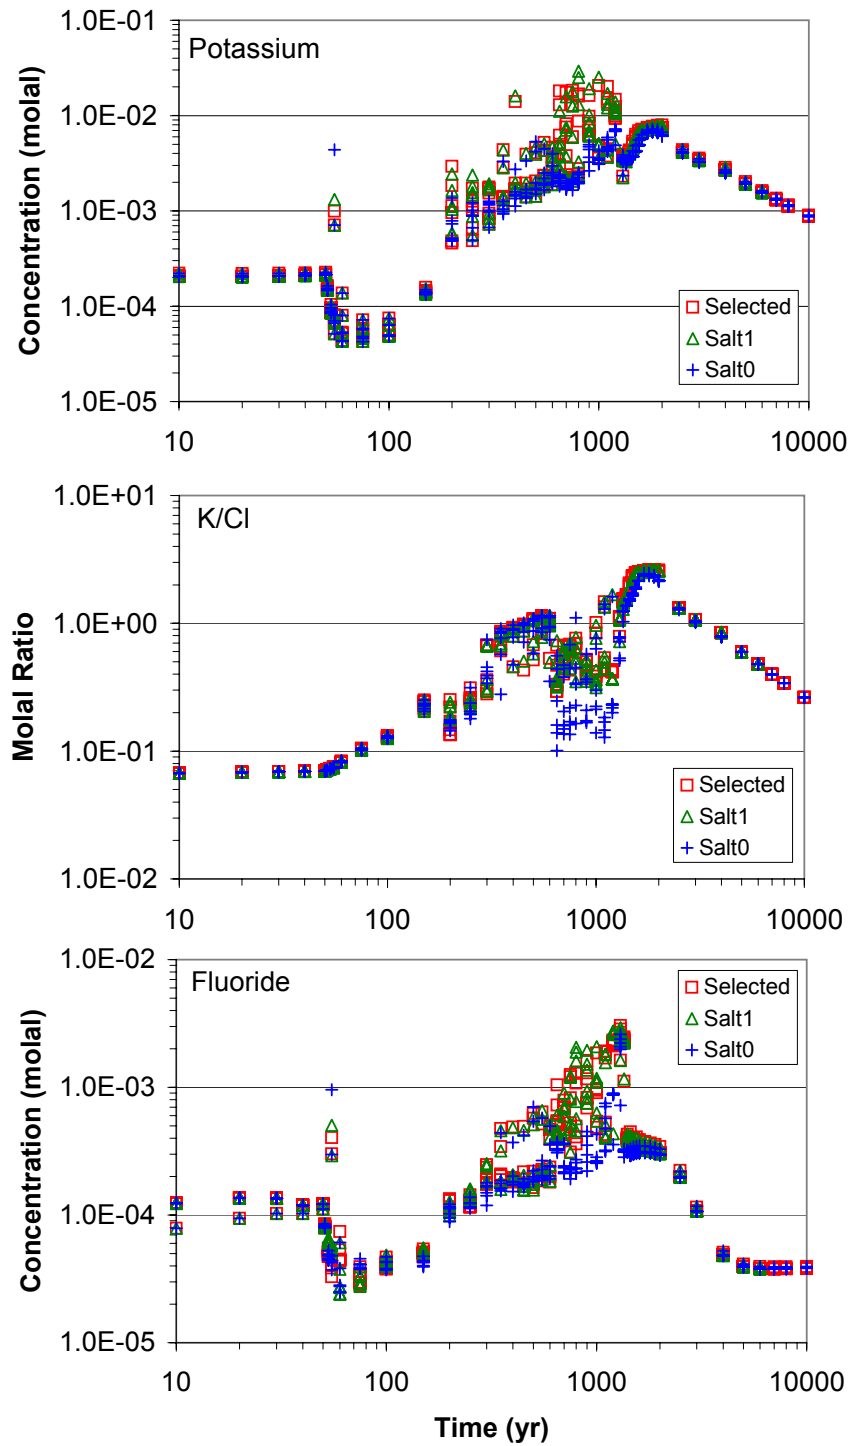 Potassium
Concentration (molal)
1.0E-01
1.0E-02
1.0E-03
1.0E-04
1.0E-05
Selected
Salt1
Salt0
10 100 1000 10000
K/Cl
Molal Ratio
1.0E+01
1.0E+00
1.0E-01
1.0E-02
Selected
Salt1
Salt0
10 100 1000 10000
Fluoride
Concentration (molal)
1.0E-02
1.0E-03
1.0E-04
1.0E-05
Selected
Salt1
Salt0
10 100 1000 10000
Time (yr)